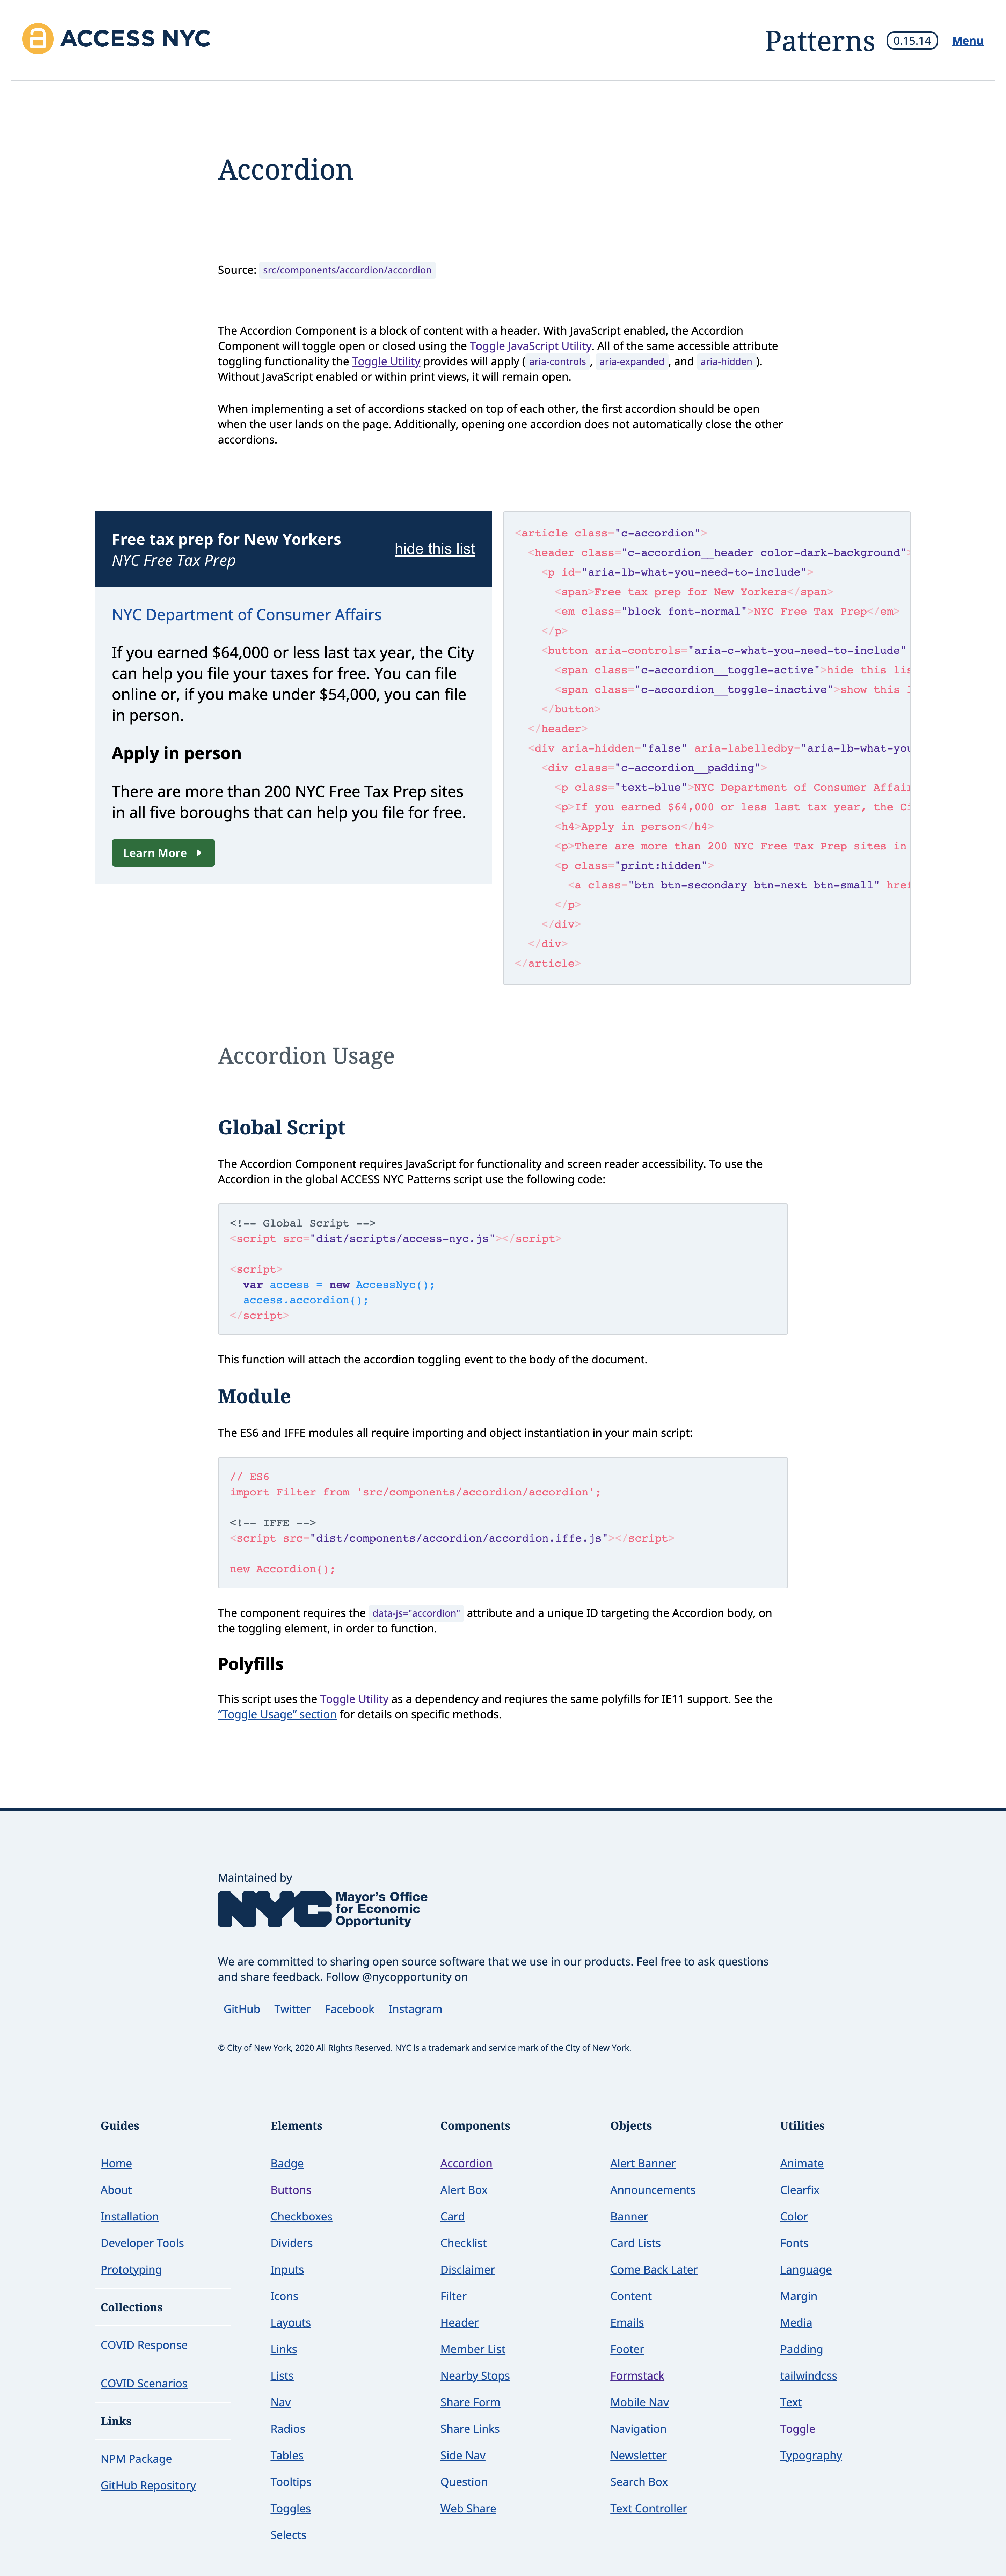 ACCESS NYC
Patterns 0.15.14 Menu
Accordion
Source: src/components/accordion/accordion
The Accordion Component is a block of content with a header. With JavaScript enabled, the Accordion
Component will toggle open or closed using the Toggle JavaScript Utility. All of the same accessible attribute
toggling functionality the Toggle Utility provides will apply ( aria-controls , aria-expanded , and aria-hidden ).
Without JavaScript enabled or within print views, it will remain open.
When implementing a set of accordions stacked on top of each other, the first accordion should be open
when the user lands on the page. Additionally, opening one accordion does not automatically close the other
accordions.
Free tax prep for New Yorkers
NYC Free Tax Prep
hide this list
NYC Department of Consumer Affairs
If you earned $64,000 or less last tax year, the City
can help you file your taxes for free. You can file
online or, if you make under $54,000, you can file
in person.
Apply in person
There are more than 200 NYC Free Tax Prep sites
in all five boroughs that can help you file for free.
Learn More
<article class="c-accordion">
<header class="c-accordion__header color-dark-background">
<p id="aria-lb-what-you-need-to-include">
<span>Free tax prep for New Yorkers</span>
<em class="block font-normal">NYC Free Tax Prep</em>
</p>
<button aria-controls="aria-c-what-you-need-to-include"
<span class="c-accordion__toggle-active">hide this lis
<span class="c-accordion__toggle-inactive">show this l
</button>
</header>
<div aria-hidden="false" aria-labelledby="aria-lb-what-you
<div class="c-accordion__padding">
<p class="text-blue">NYC Department of Consumer Affair
<p>If you earned $64,000 or less last tax year, the Ci
<h4>Apply in person</h4>
<p>There are more than 200 NYC Free Tax Prep sites in
<p class="print:hidden">
<a class="btn btn-secondary btn-next btn-small" href
</p>
</div>
</div>
</article>
Accordion Usage
Global Script
The Accordion Component requires JavaScript for functionality and screen reader accessibility. To use the
Accordion in the global ACCESS NYC Patterns script use the following code:
<!-- Global Script -->
<script src="dist/scripts/access-nyc.js"></script>
<script>
var access = new AccessNyc();
access.accordion();
</script>
This function will attach the accordion toggling event to the body of the document.
Module
The ES6 and IFFE modules all require importing and object instantiation in your main script:
// ES6
import Filter from 'src/components/accordion/accordion';
<!-- IFFE -->
<script src="dist/components/accordion/accordion.iffe.js"></script>
new Accordion();
The component requires the data-js="accordion" attribute and a unique ID targeting the Accordion body, on
the toggling element, in order to function.
Polyfills
This script uses the Toggle Utility as a dependency and reqiures the same polyfills for IE11 support. See the
“Toggle Usage” section for details on specific methods.
Maintained by
NYC Mayor's Office
for Economic
Opportunity
We are committed to sharing open source software that we use in our products. Feel free to ask questions
and share feedback. Follow @nycopportunity on
GitHub Twitter Facebook Instagram
© City of New York, 2020 All Rights Reserved. NYC is a trademark and service mark of the City of New York.
Guides
Home
About
Installation
Developer Tools
Prototyping
Collections
COVID Response
COVID Scenarios
Links
NPM Package
GitHub Repository
Elements
Badge
Buttons
Checkboxes
Dividers
Inputs
Icons
Layouts
Links
Lists
Nav
Radios
Tables
Tooltips
Toggles
Selects
Components
Accordion
Alert Box
Card
Checklist
Disclaimer
Filter
Header
Member List
Nearby Stops
Share Form
Share Links
Side Nav
Question
Web Share
Objects
Alert Banner
Announcements
Banner
Card Lists
Come Back Later
Content
Emails
Footer
Formstack
Mobile Nav
Navigation
Newsletter
Search Box
Text Controller
Utilities
Animate
Clearfix
Color
Fonts
Language
Margin
Media
Padding
tailwindcss
Text
Toggle
Typography